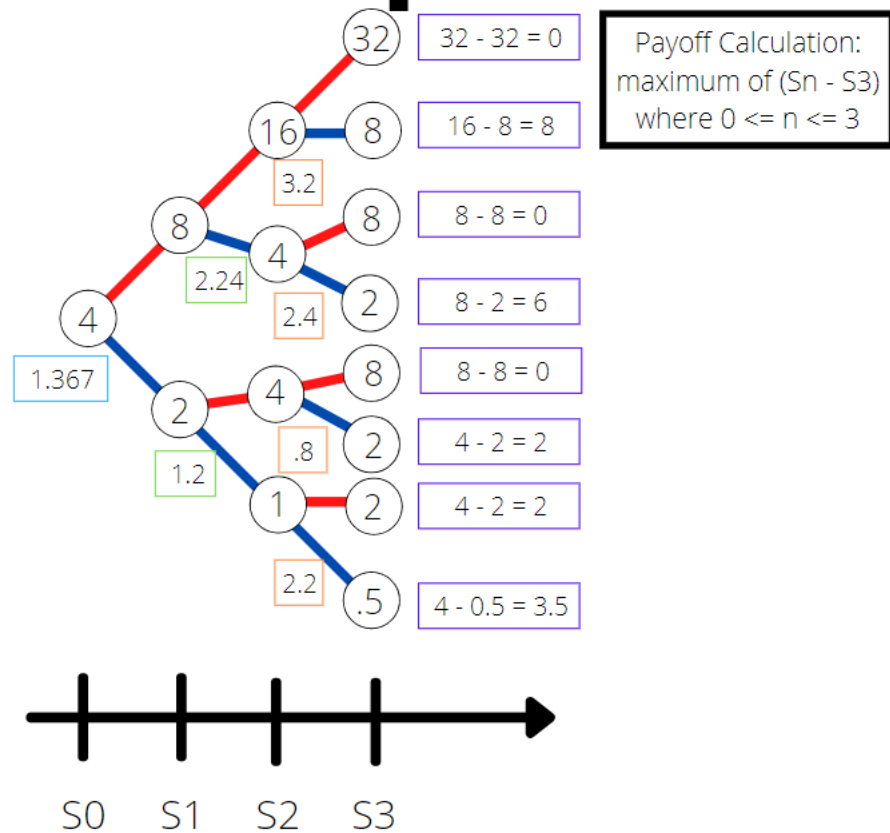 32
32 - 32 = 0
Payoff Calculation:
maximum of (Sn - S3)
where 0 <= n <= 3
16
8
16 - 8 = 8
3.2
8
8
8 - 8 = 0
4
2.24
2.4
2
8 - 2 = 6
4
1.367
8
8 - 8 = 0
4
2
.8
2
4 - 2 = 2
1.2
1
2
4 - 2 = 2
2.2
.5
4 - 0.5 = 3.5
S0
S1
S2
S3